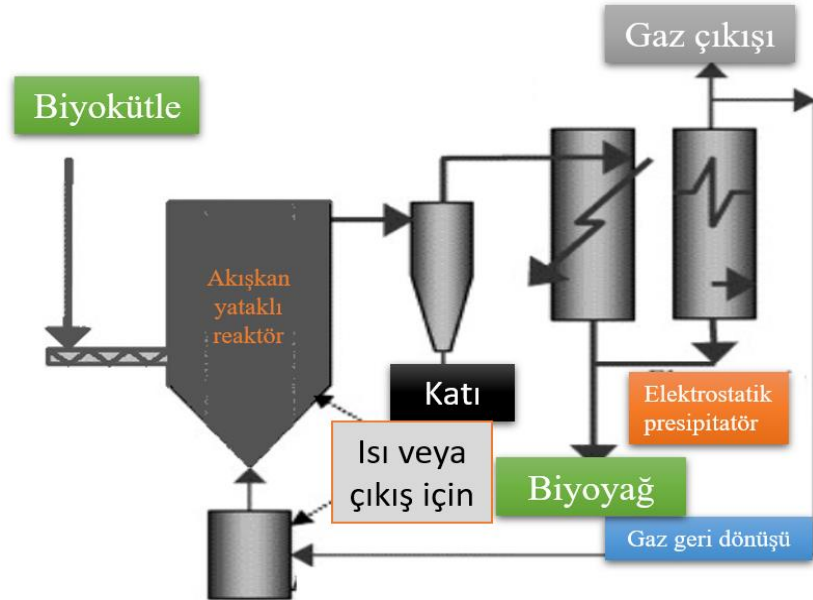 Gaz çıkışı
Biyokütle
Akışkan
yataklı
reaktör
Katı
Elektrostatik
presipitatör
Isı veya
çıkış için
Biyoyağ
Gaz geri dönüşü